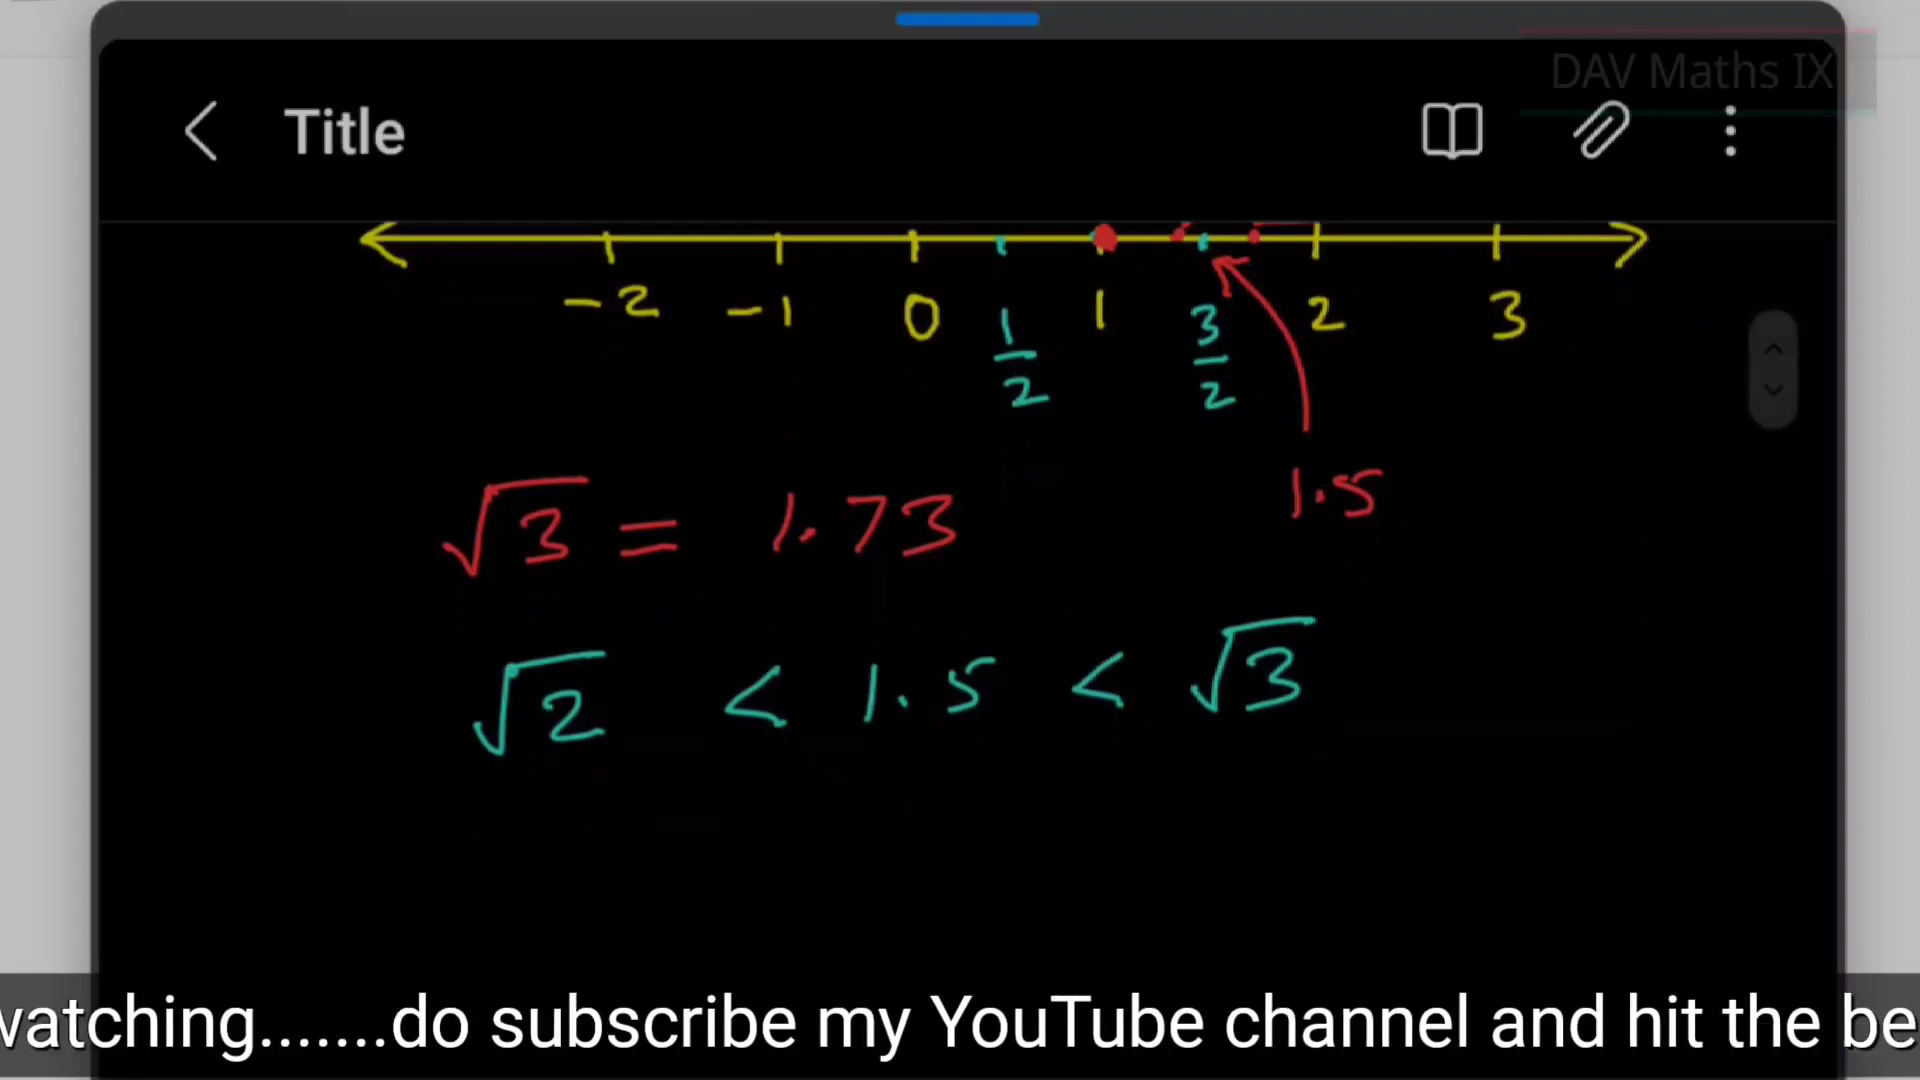 DAV Maths IX
Title
-2 -1 0 1/2 1 3/2 2 3
√3 = 1.73
1.5
√2 < 1.5 < √3
watching.......do subscribe my YouTube channel and hit the be